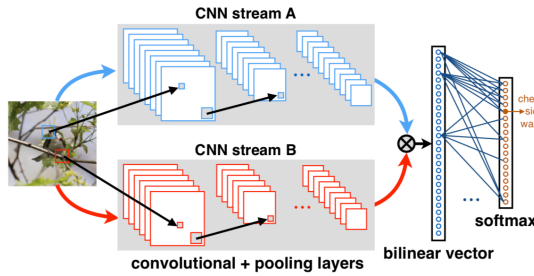 CNN stream A
CNN stream B
convolutional + pooling layers
bilinear vector
softmax